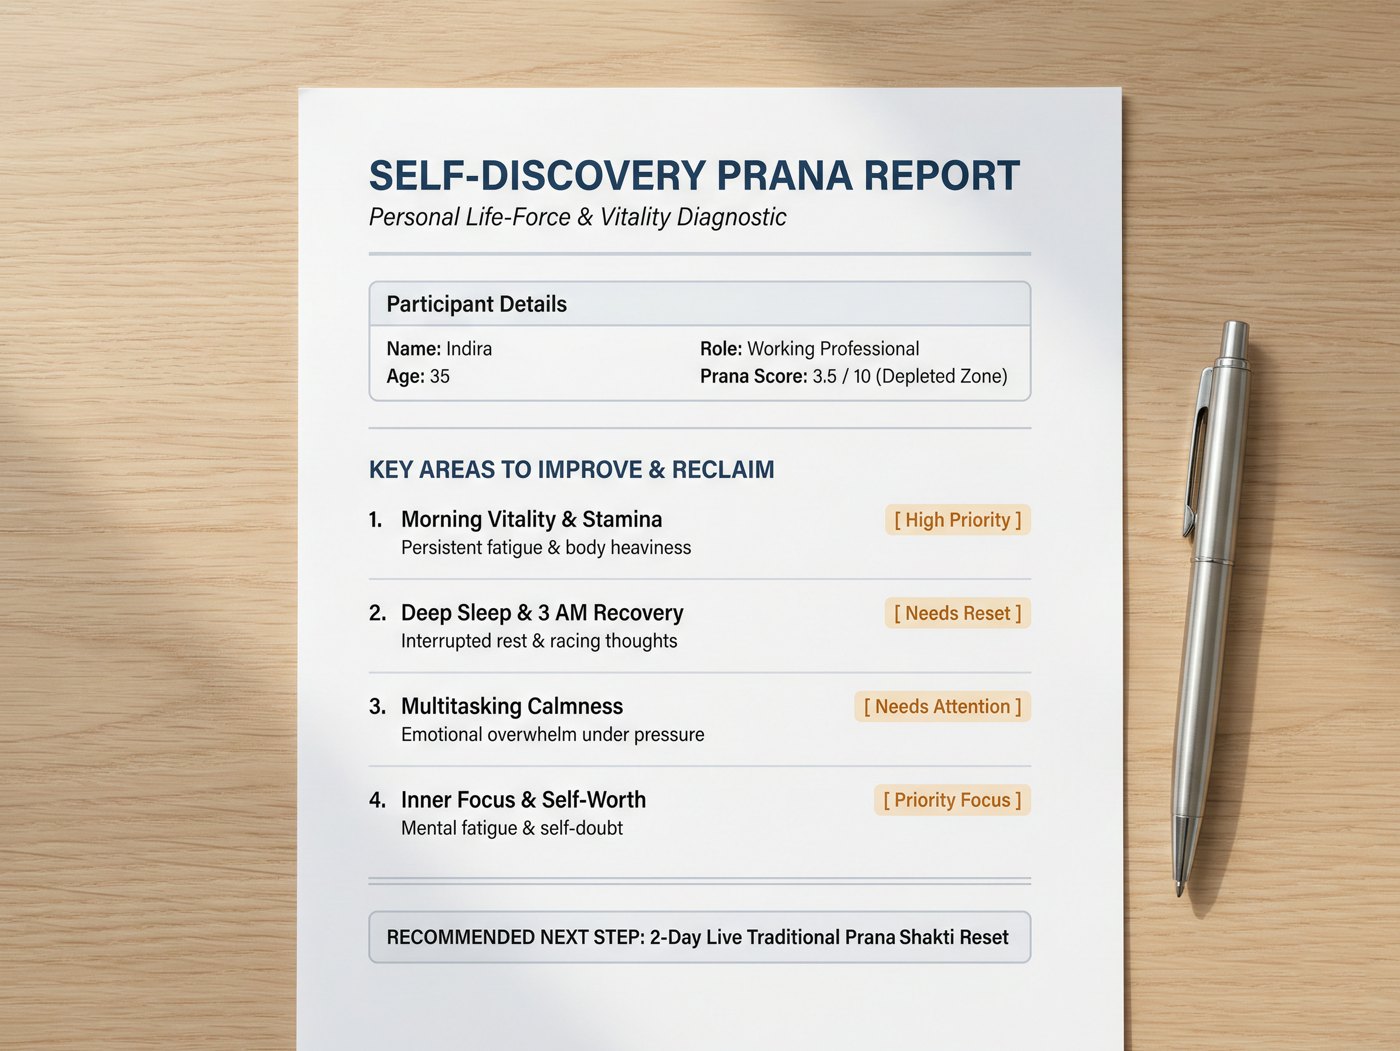 SELF-DISCOVERY PRANA REPORT
Personal Life-Force & Vitality Diagnostic
Participant Details
Name: Indira
Role: Working Professional
Age: 35
Prana Score: 3.5 / 10 (Depleted Zone)
KEY AREAS TO IMPROVE & RECLAIM
1. Morning Vitality & Stamina
[ High Priority ]
Persistent fatigue & body heaviness
2. Deep Sleep & 3 AM Recovery
[ Needs Reset ]
Interrupted rest & racing thoughts
3. Multitasking Calmness
[ Needs Attention ]
Emotional overwhelm under pressure
4. Inner Focus & Self-Worth
[ Priority Focus ]
Mental fatigue & self-doubt
RECOMMENDED NEXT STEP: 2-Day Live Traditional Prana Shakti Reset